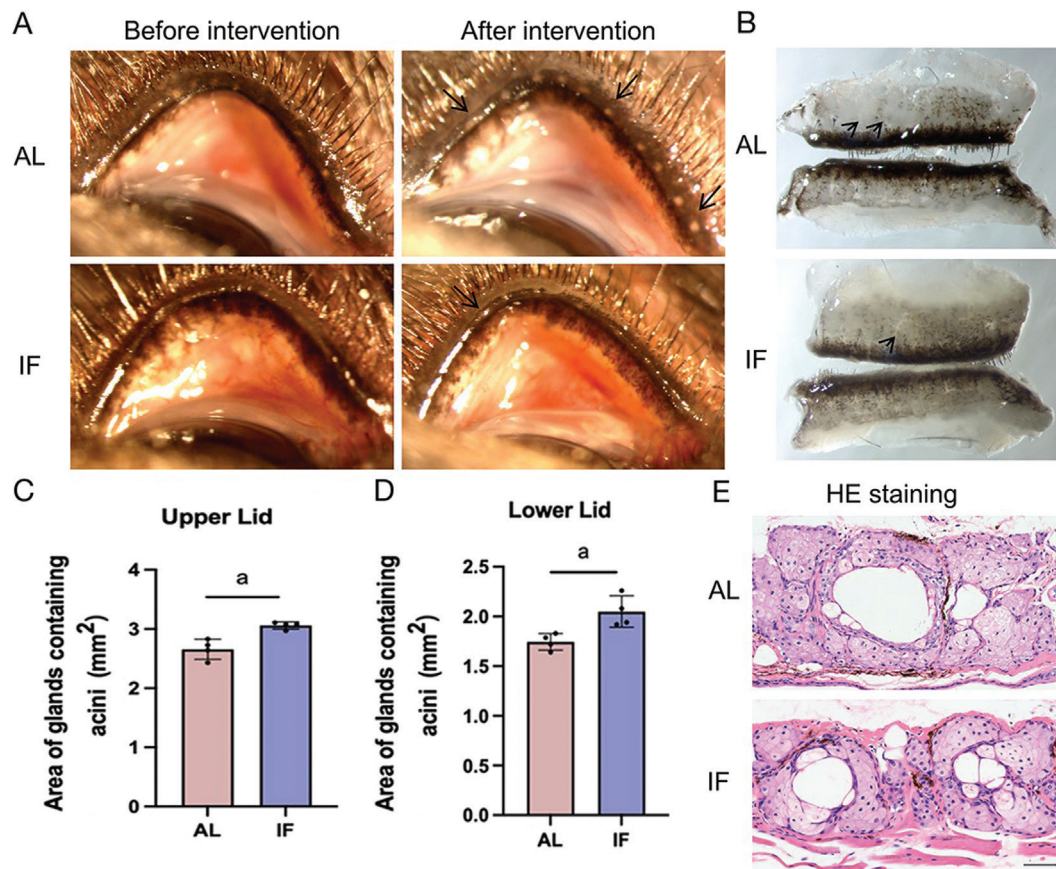 A
Before intervention
After intervention
AL
IF
B
AL
IF
C
Upper Lid
a
Area of glands containing
acini (mm²)
4
3
2
1
0
AL
IF
D
Lower Lid
a
Area of glands containing
acini (mm²)
2.5
2.0
1.5
1.0
0.5
0.0
AL
IF
E
HE staining
AL
IF